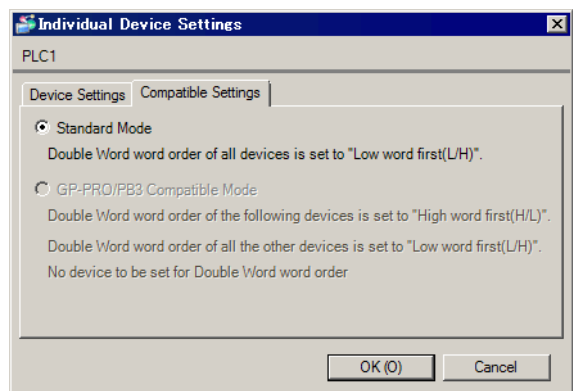 Individual Device Settings
PLC1
Device Settings Compatible Settings
Standard Mode
Double Word word order of all devices is set to "Low word first(L/H)".
GP-PRO/PB3 Compatible Mode
Double Word word order of the following devices is set to "High word first(H/L)".
Double Word word order of all the other devices is set to "Low word first(L/H)".
No device to be set for Double Word word order
OK (O) Cancel